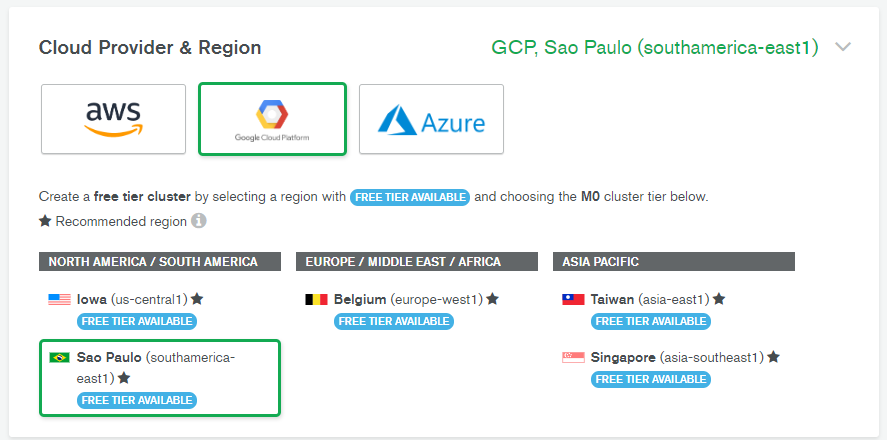 Cloud Provider & Region
GCP, Sao Paulo (southamerica-east1)
aws
Google Cloud Platform
Azure
Create a free tier cluster by selecting a region with FREE TIER AVAILABLE and choosing the M0 cluster tier below.
★ Recommended region i
NORTH AMERICA / SOUTH AMERICA
Iowa (us-central1) ★
FREE TIER AVAILABLE
Sao Paulo (southamerica-
east1) ★
FREE TIER AVAILABLE
EUROPE / MIDDLE EAST / AFRICA
Belgium (europe-west1) ★
FREE TIER AVAILABLE
ASIA PACIFIC
Taiwan (asia-east1) ★
FREE TIER AVAILABLE
Singapore (asia-southeast1) ★
FREE TIER AVAILABLE